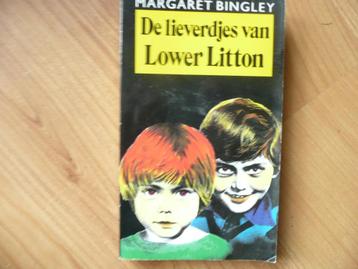 MARGARET BINGLEY
De lieverdjes van
Lower Litton